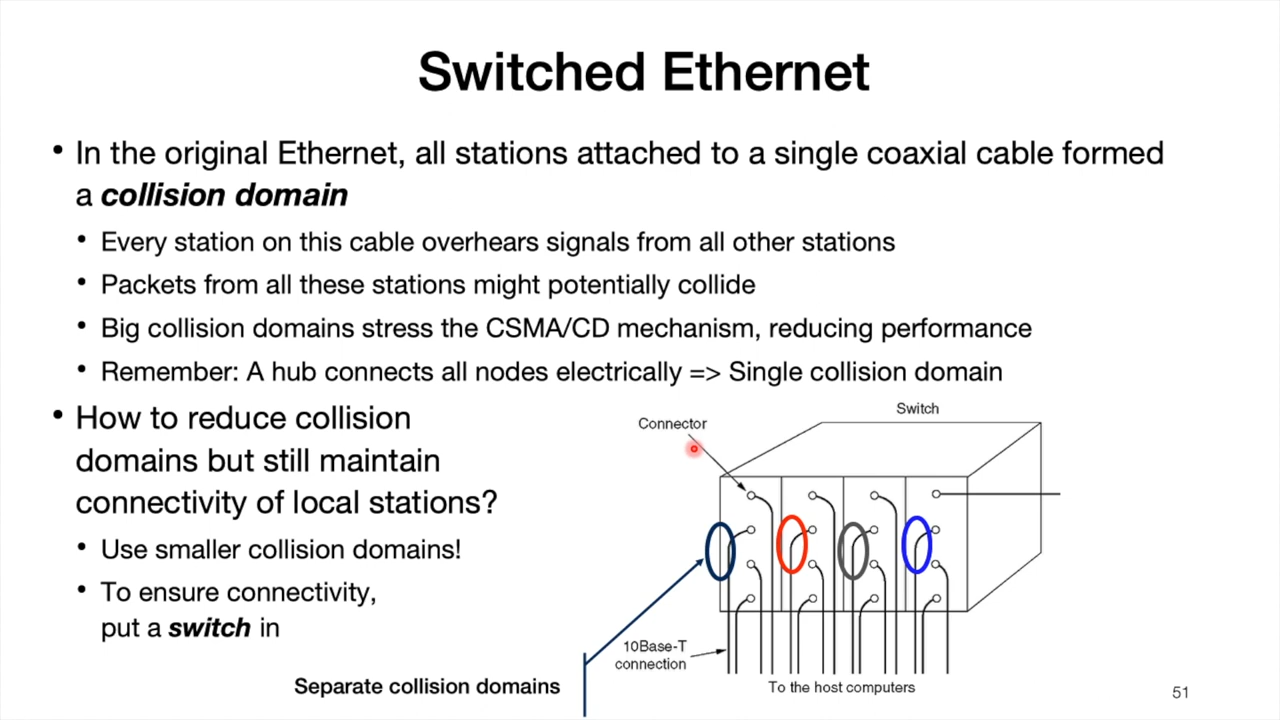 Switched Ethernet
• In the original Ethernet, all stations attached to a single coaxial cable formed
a collision domain
• Every station on this cable overhears signals from all other stations
• Packets from all these stations might potentially collide
• Big collision domains stress the CSMA/CD mechanism, reducing performance
• Remember: A hub connects all nodes electrically => Single collision domain
• How to reduce collision
domains but still maintain
connectivity of local stations?
• Use smaller collision domains!
• To ensure connectivity,
put a switch in
Separate collision domains
Switch
Connector
10Base-T
connection
To the host computers
51